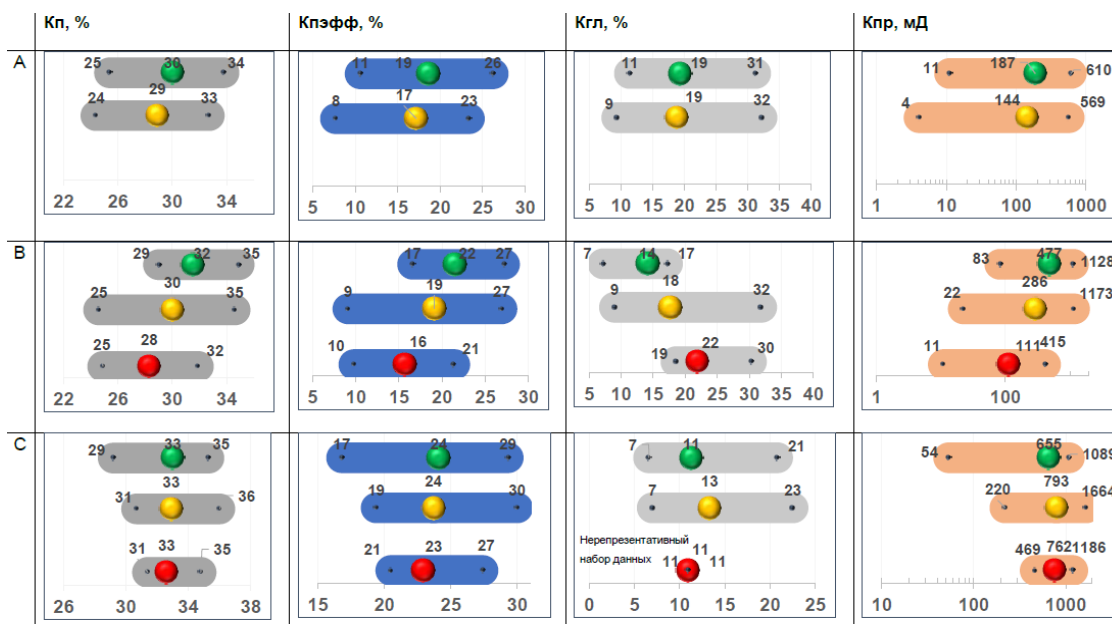 Кп, % Кпэфф, % Кгл, % Кпр, мД
A
25 30 34
29
24 33
22 26 30 34
11 19 26
17
8 23
5 10 15 20 25 30
11 19 31
19
9 32
5 10 15 20 25 30 35 40
11 187 610
4 144 569
1 10 100 1000
B
29 32 35
30
25 35
28
25 32
22 26 30 34
17 22 27
19
9 27
16
10 21
5 10 15 20 25 30
7 14 17
18
9 32
22
19 30
5 10 15 20 25 30 35 40
83 477 1128
286
22 1173
11 111 415
1 100
C
29 33 35
33
31 36
31 33 35
26 30 34 38
17 24 29
24
19 30
23
21 27
15 20 25 30
7 11 21
13
7 23
Нерепрезентативный
набор данных
11
11 11
0 5 10 15 20 25
54 655 1089
793
220 1664
469 762 1186
10 100 1000